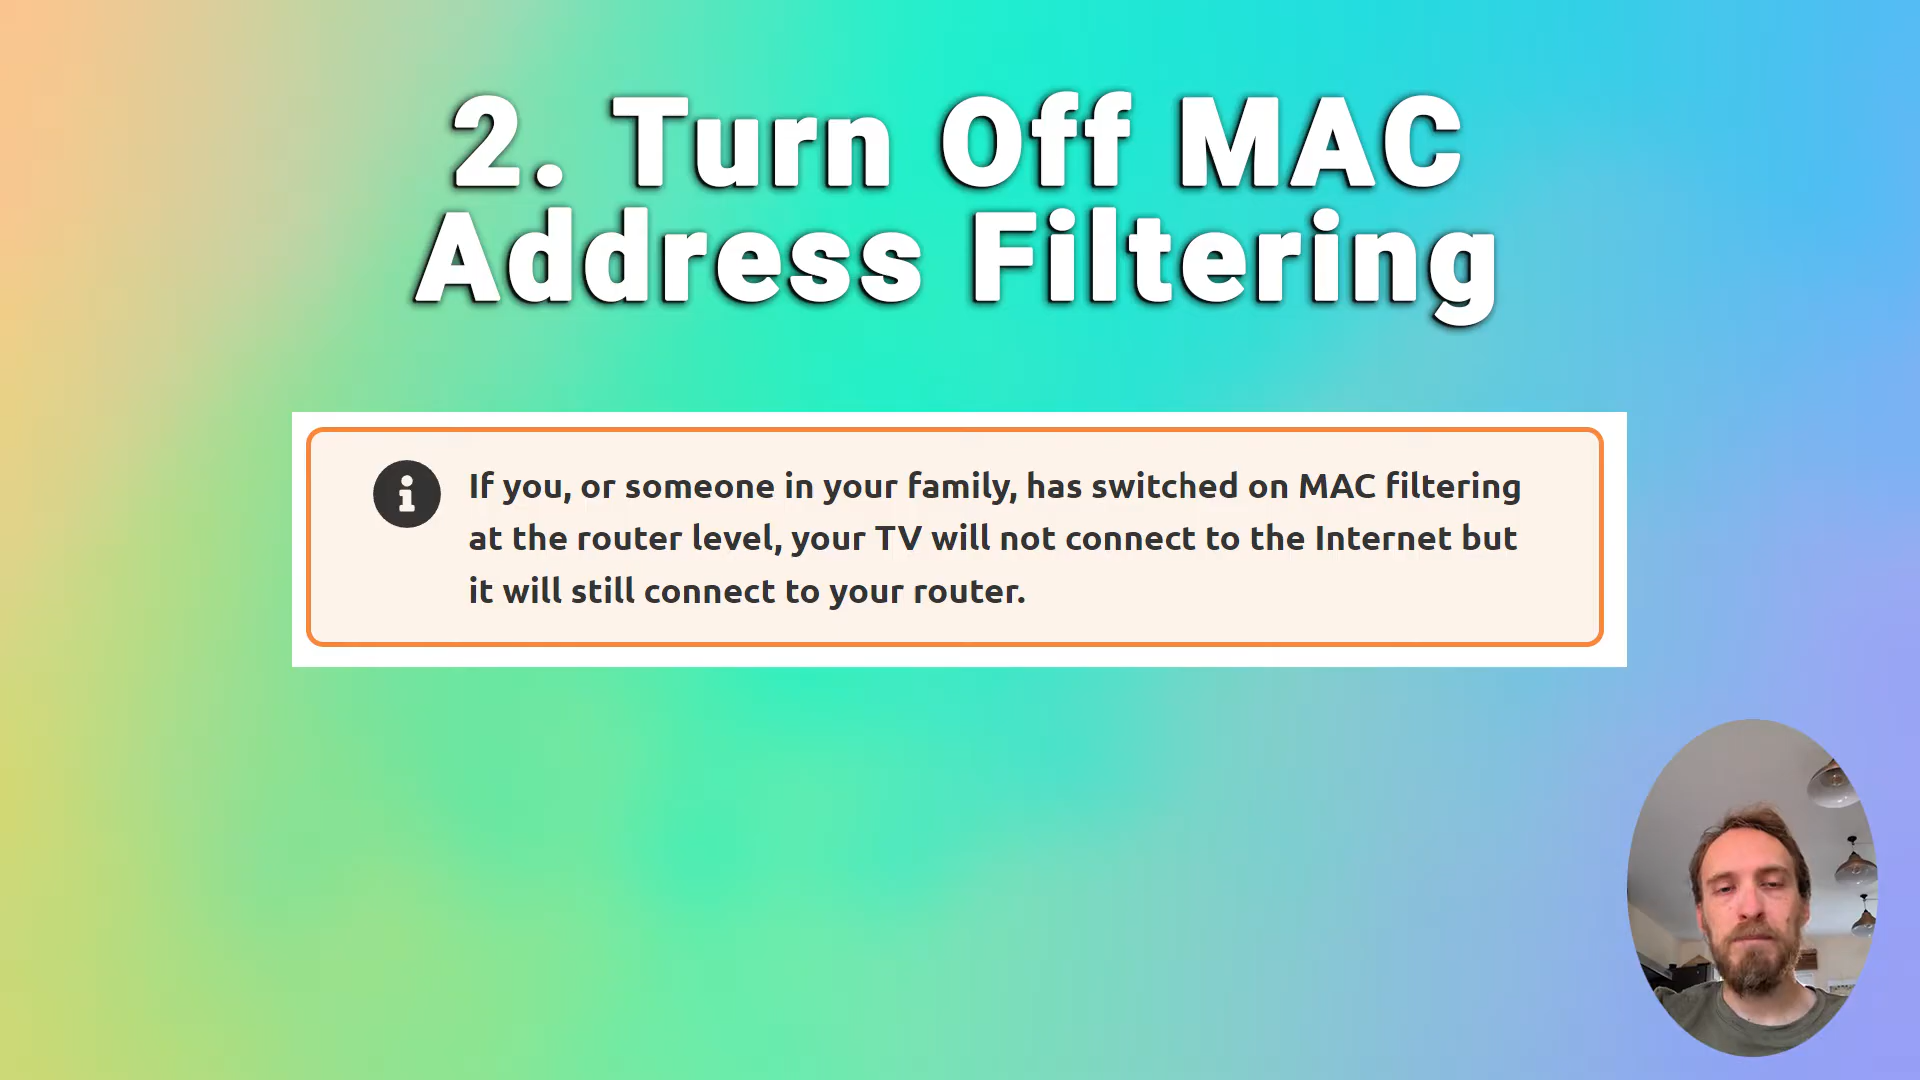 2. Turn Off MAC
Address Filtering
If you, or someone in your family, has switched on MAC filtering
at the router level, your TV will not connect to the Internet but
it will still connect to your router.